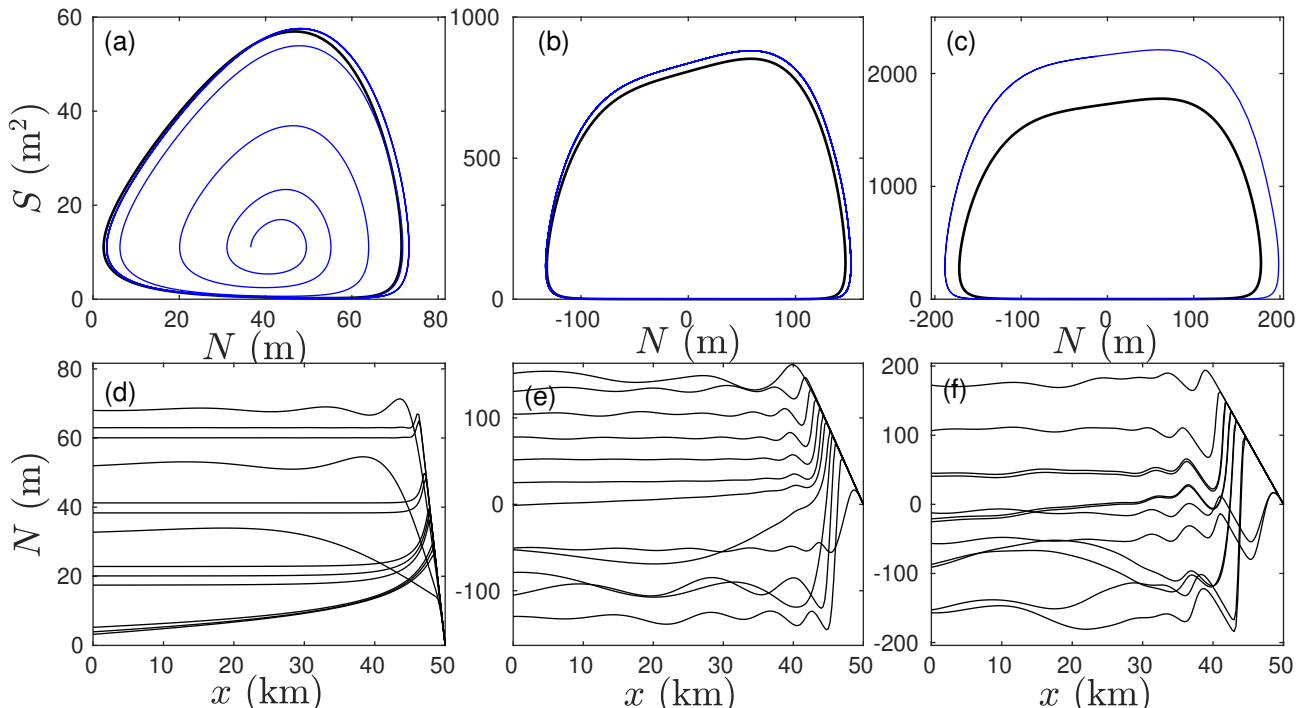 (a)
60
40
20
0
S (m²)
0 20 40 60 80
N (m)
(b)
1000
500
0
-100 0 100
N (m)
(c)
2000
1000
0
-200 -100 0 100 200
N (m)
(d)
80
60
40
20
0
N (m)
0 10 20 30 40 50
x (km)
(e)
100
0
-100
0 10 20 30 40 50
x (km)
(f)
200
100
0
-100
-200
0 10 20 30 40 50
x (km)